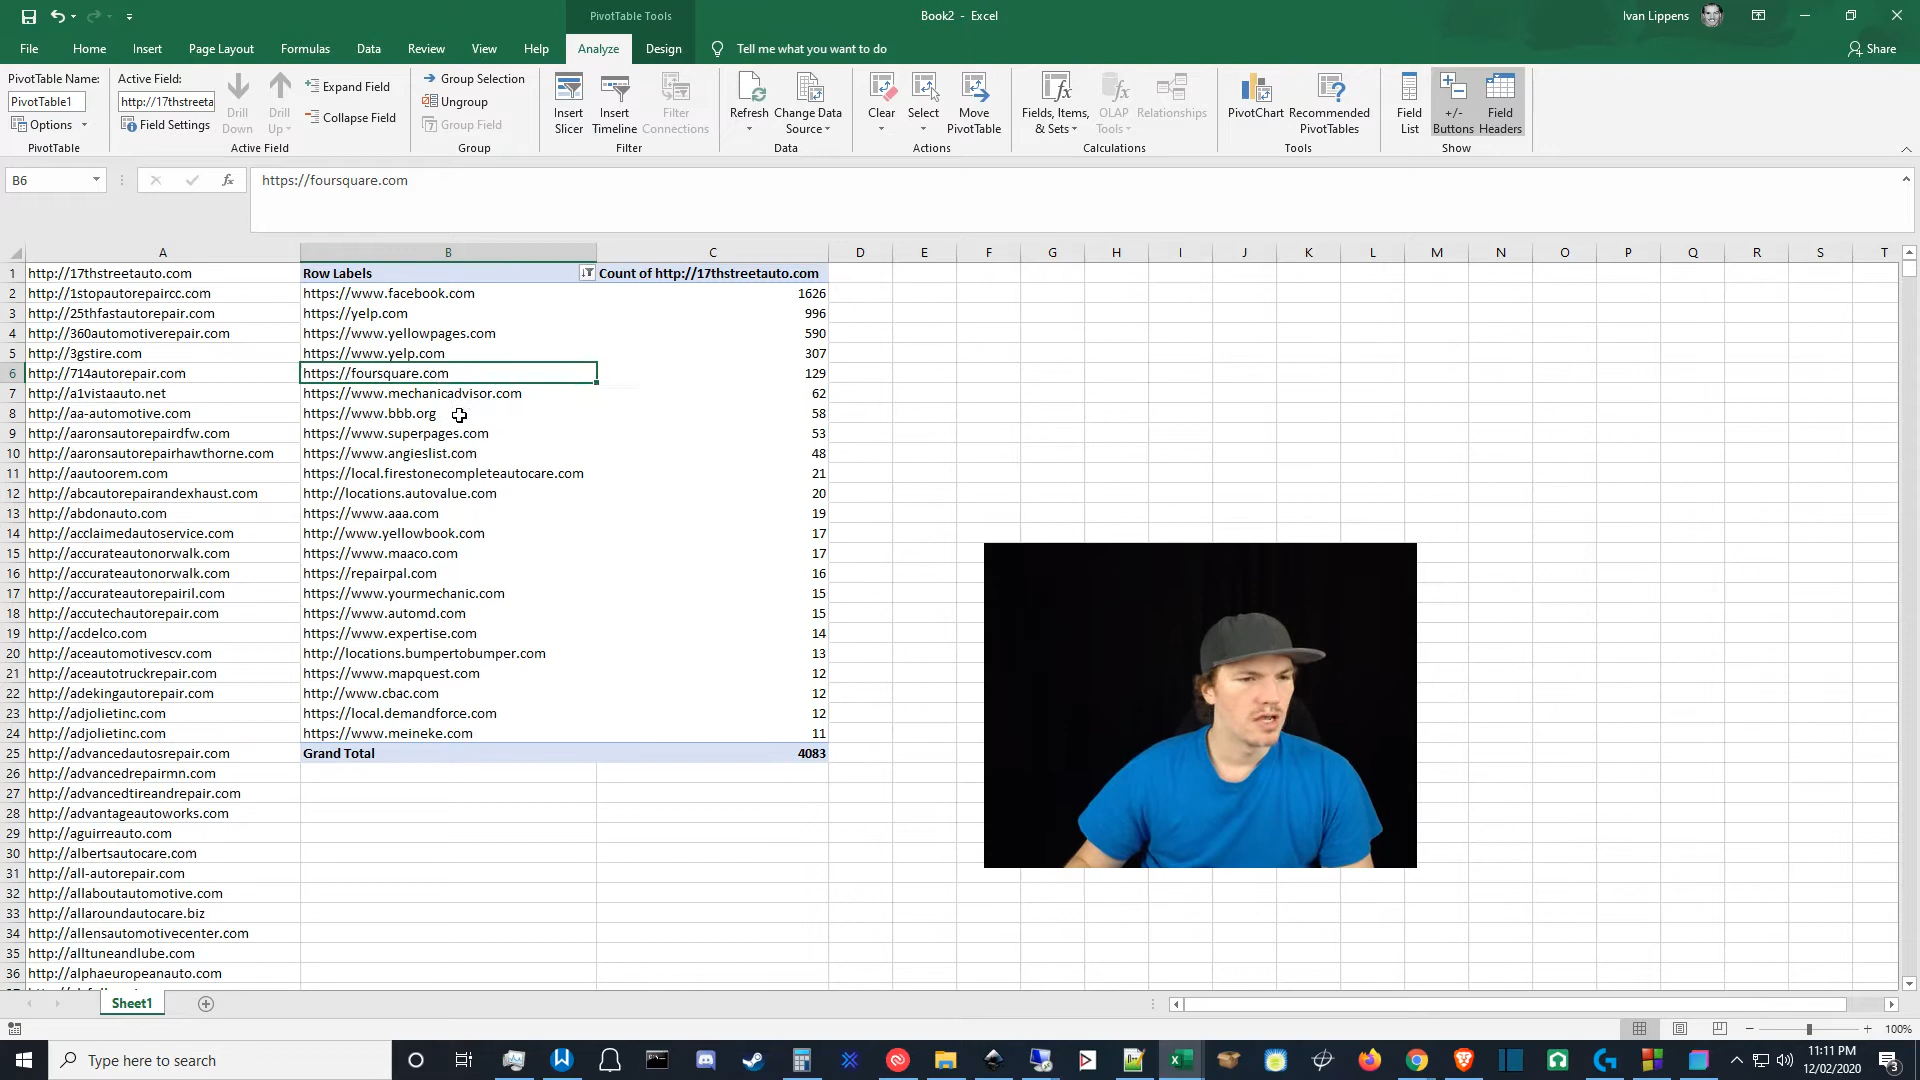 PivotTable Tools
Book2 - Excel
Ivan Lippens
File Home Insert Page Layout Formulas Data Review View Help Analyze Design Tell me what you want to do Share
PivotTable Name:
PivotTable1
Options
PivotTable
Active Field:
http://17thstreeta
Field Settings
Drill Down
Drill Up
Expand Field
Collapse Field
Active Field
Group Selection
Ungroup
Group Field
Group
Insert Slicer
Insert Timeline
Filter Connections
Filter
Refresh
Change Data Source
Data
Clear
Select
Move PivotTable
Actions
Fields, Items, & Sets
OLAP Tools
Relationships
Calculations
PivotChart
Recommended PivotTables
Tools
Field List
+/- Buttons
Field Headers
Show
B6
fx
https://foursquare.com
A B C D E F G H I J K L M N O P Q R S T
1 http://17thstreetauto.com Row Labels Count of http://17thstreetauto.com
2 http://1stopautorepaircc.com https://www.facebook.com 1626
3 http://25thfastautorepair.com https://yelp.com 996
4 http://360automotiverepair.com https://www.yellowpages.com 590
5 http://3gstire.com https://www.yelp.com 307
6 http://714autorepair.com https://foursquare.com 129
7 http://a1vistaauto.net https://www.mechanicadvisor.com 62
8 http://aa-automotive.com https://www.bbb.org 58
9 http://aaronsautorepairdfw.com https://www.superpages.com 53
10 http://aaronsautorepairhawthorne.com https://www.angieslist.com 48
11 http://aautoorem.com https://local.firestonecompleteautocare.com 21
12 http://abcautorepairandexhaust.com http://locations.autovalue.com 20
13 http://abdonauto.com https://www.aaa.com 19
14 http://acclaimedautoservice.com http://www.yellowbook.com 17
15 http://accurateautonorwalk.com https://www.maaco.com 17
16 http://accurateautonorwalk.com https://repairpal.com 16
17 http://accurateautorepairil.com https://www.yourmechanic.com 15
18 http://accutechautorepair.com https://www.automd.com 15
19 http://acdelco.com https://www.expertise.com 14
20 http://aceautomotivescv.com http://locations.bumpertobumper.com 13
21 http://aceautotruckrepair.com https://www.mapquest.com 12
22 http://adekingautorepair.com http://www.cbac.com 12
23 http://adjolietinc.com https://local.demandforce.com 12
24 http://adjolietinc.com https://www.meineke.com 11
25 http://advancedautosrepair.com Grand Total 4083
26 http://advancedrepairmn.com
27 http://advancedtireandrepair.com
28 http://advantageautoworks.com
29 http://aguirreauto.com
30 http://albertsautocare.com
31 http://all-autorepair.com
32 http://allaboutautomotive.com
33 http://allaroundautocare.biz
34 http://allensautomotivecenter.com
35 http://alltuneandlube.com
36 http://alphaeuropeanauto.com
Sheet1
100%
Type here to search
11:11 PM
12/02/2020
3